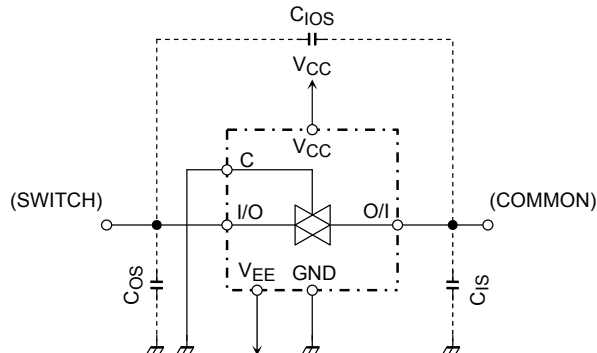 CIOS
VCC
VCC
C
(SWITCH)
I/O
O/I
(COMMON)
VEE
GND
COS
CIS